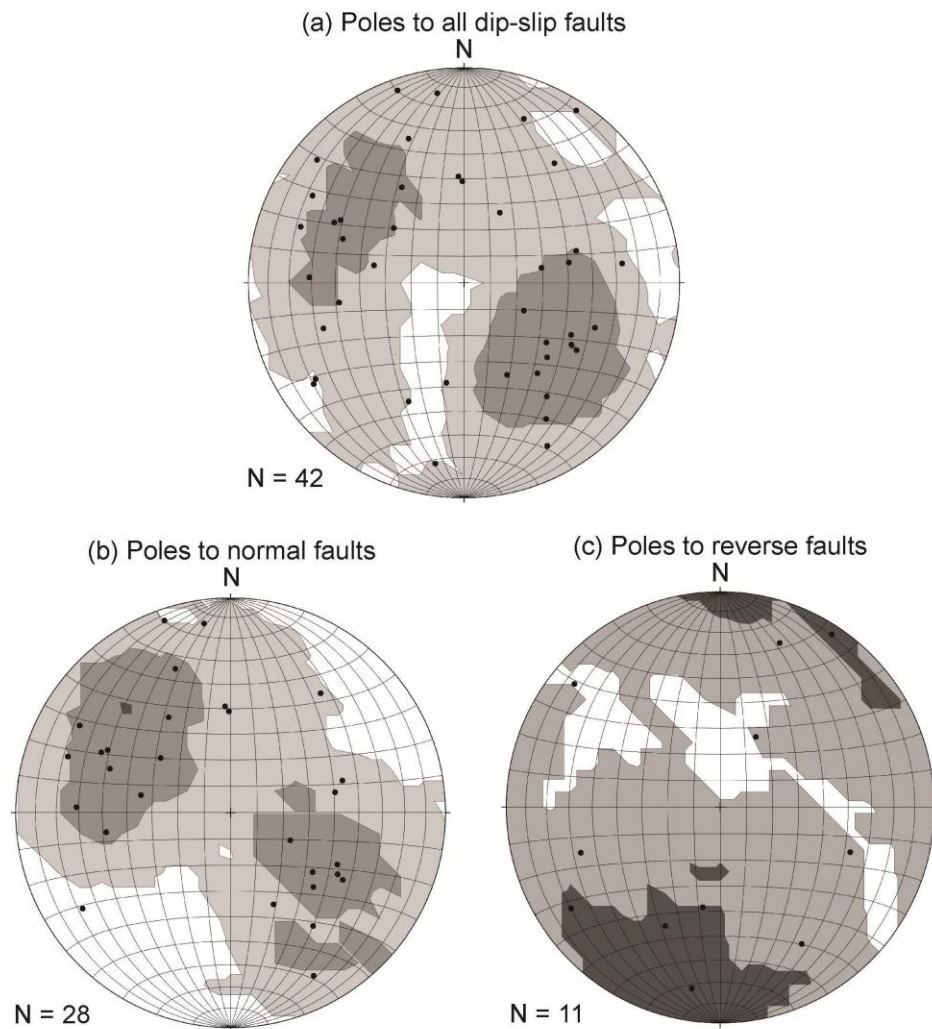 (a) Poles to all dip-slip faults
N
N = 42
(b) Poles to normal faults
N
N = 28
(c) Poles to reverse faults
N
N = 11